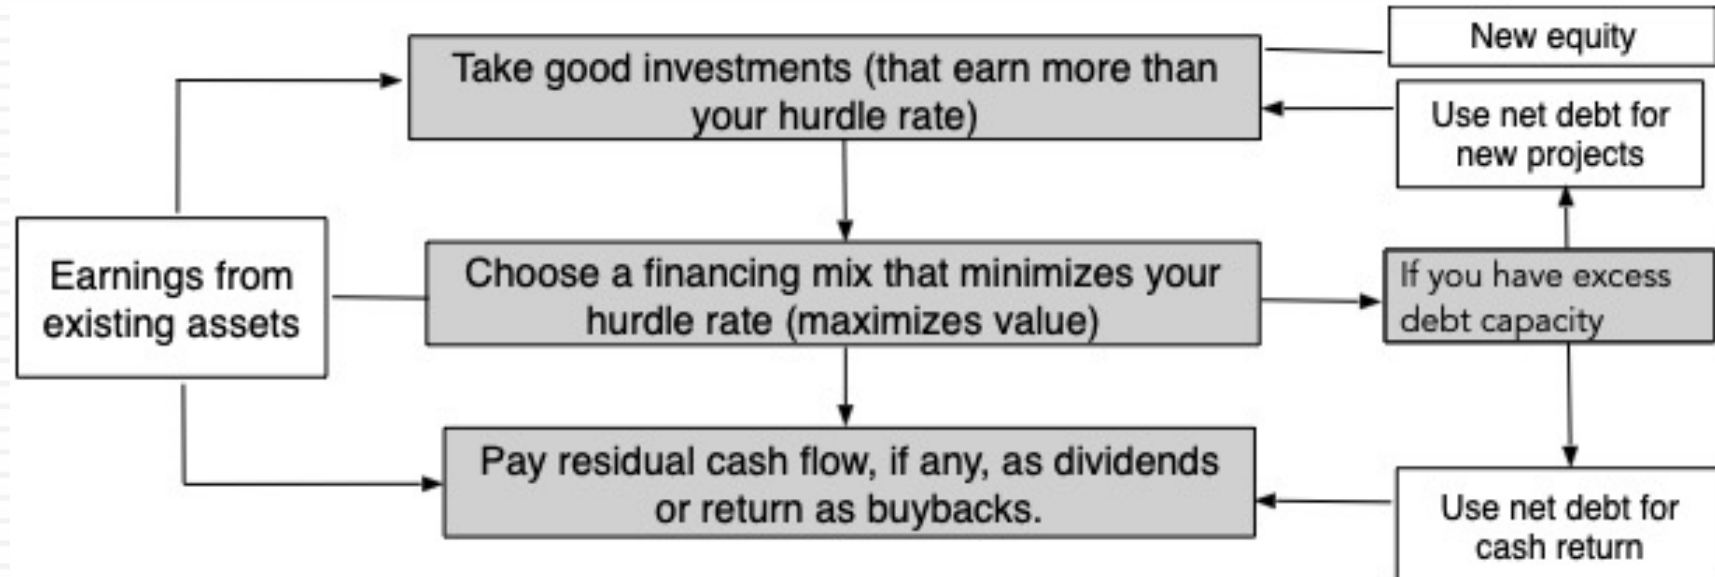 New equity
Take good investments (that earn more than
your hurdle rate)
Use net debt for
new projects
Earnings from
existing assets
Choose a financing mix that minimizes your
hurdle rate (maximizes value)
If you have excess
debt capacity
Pay residual cash flow, if any, as dividends
or return as buybacks.
Use net debt for
cash return